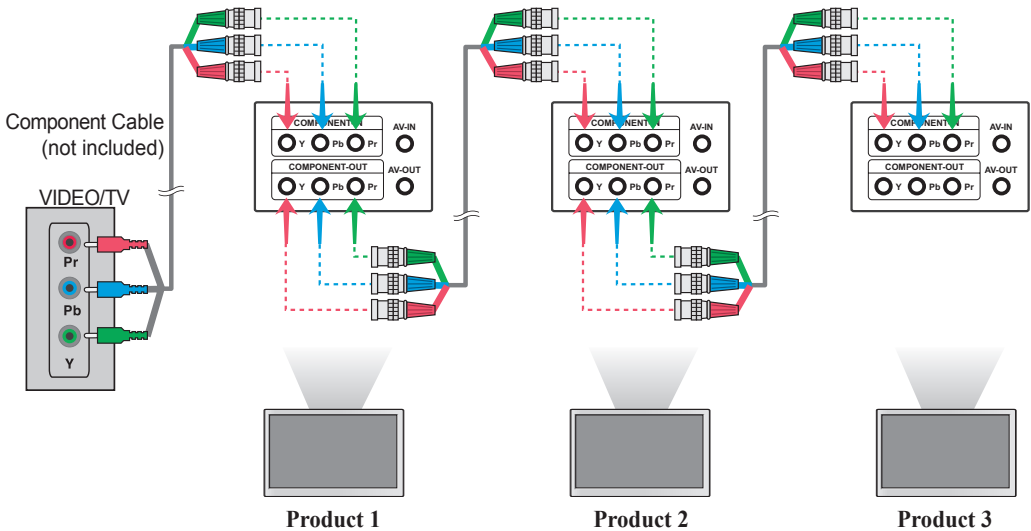 Component Cable
(not included)
VIDEO/TV
Pr
Pb
Y
COMPONENT-IN
Y Pb Pr
AV-IN
COMPONENT-OUT
Y Pb Pr
AV-OUT
COMPONENT-IN
Y Pb Pr
AV-IN
COMPONENT-OUT
Y Pb Pr
AV-OUT
COMPONENT-IN
Y Pb Pr
AV-IN
COMPONENT-OUT
Y Pb Pr
AV-OUT
Product 1
Product 2
Product 3